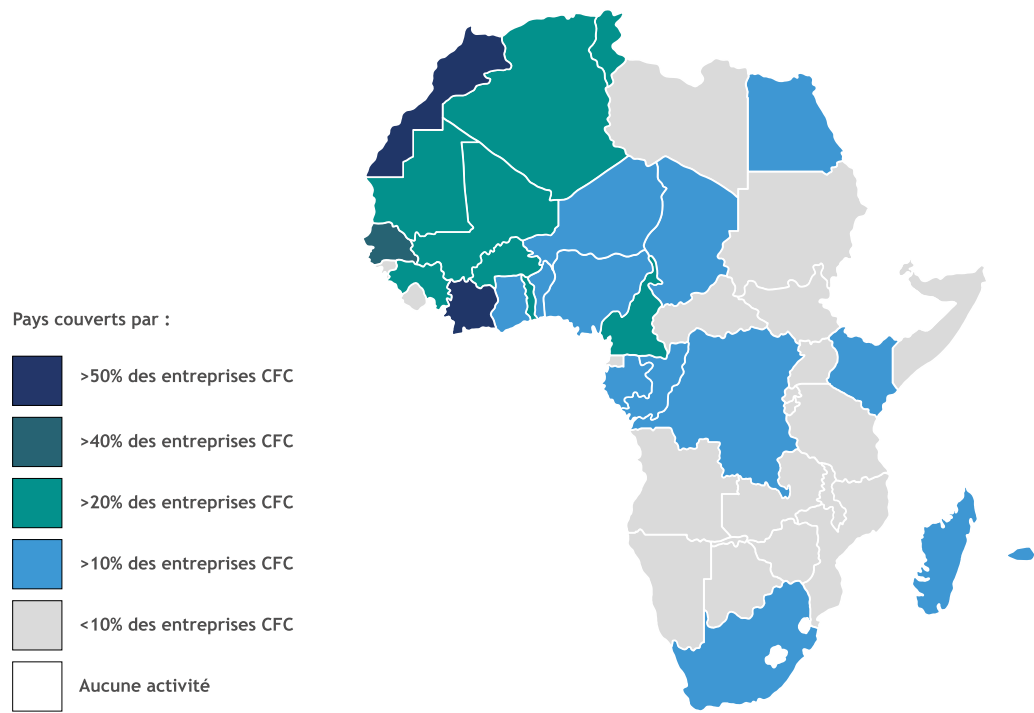 Pays couverts par :
>50% des entreprises CFC
>40% des entreprises CFC
>20% des entreprises CFC
>10% des entreprises CFC
<10% des entreprises CFC
Aucune activité